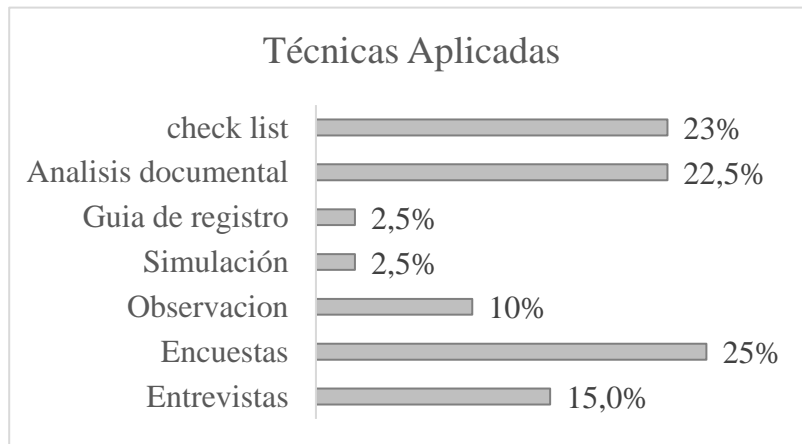 Técnicas Aplicadas
check list 23%
Analisis documental 22,5%
Guia de registro 2,5%
Simulación 2,5%
Observacion 10%
Encuestas 25%
Entrevistas 15,0%